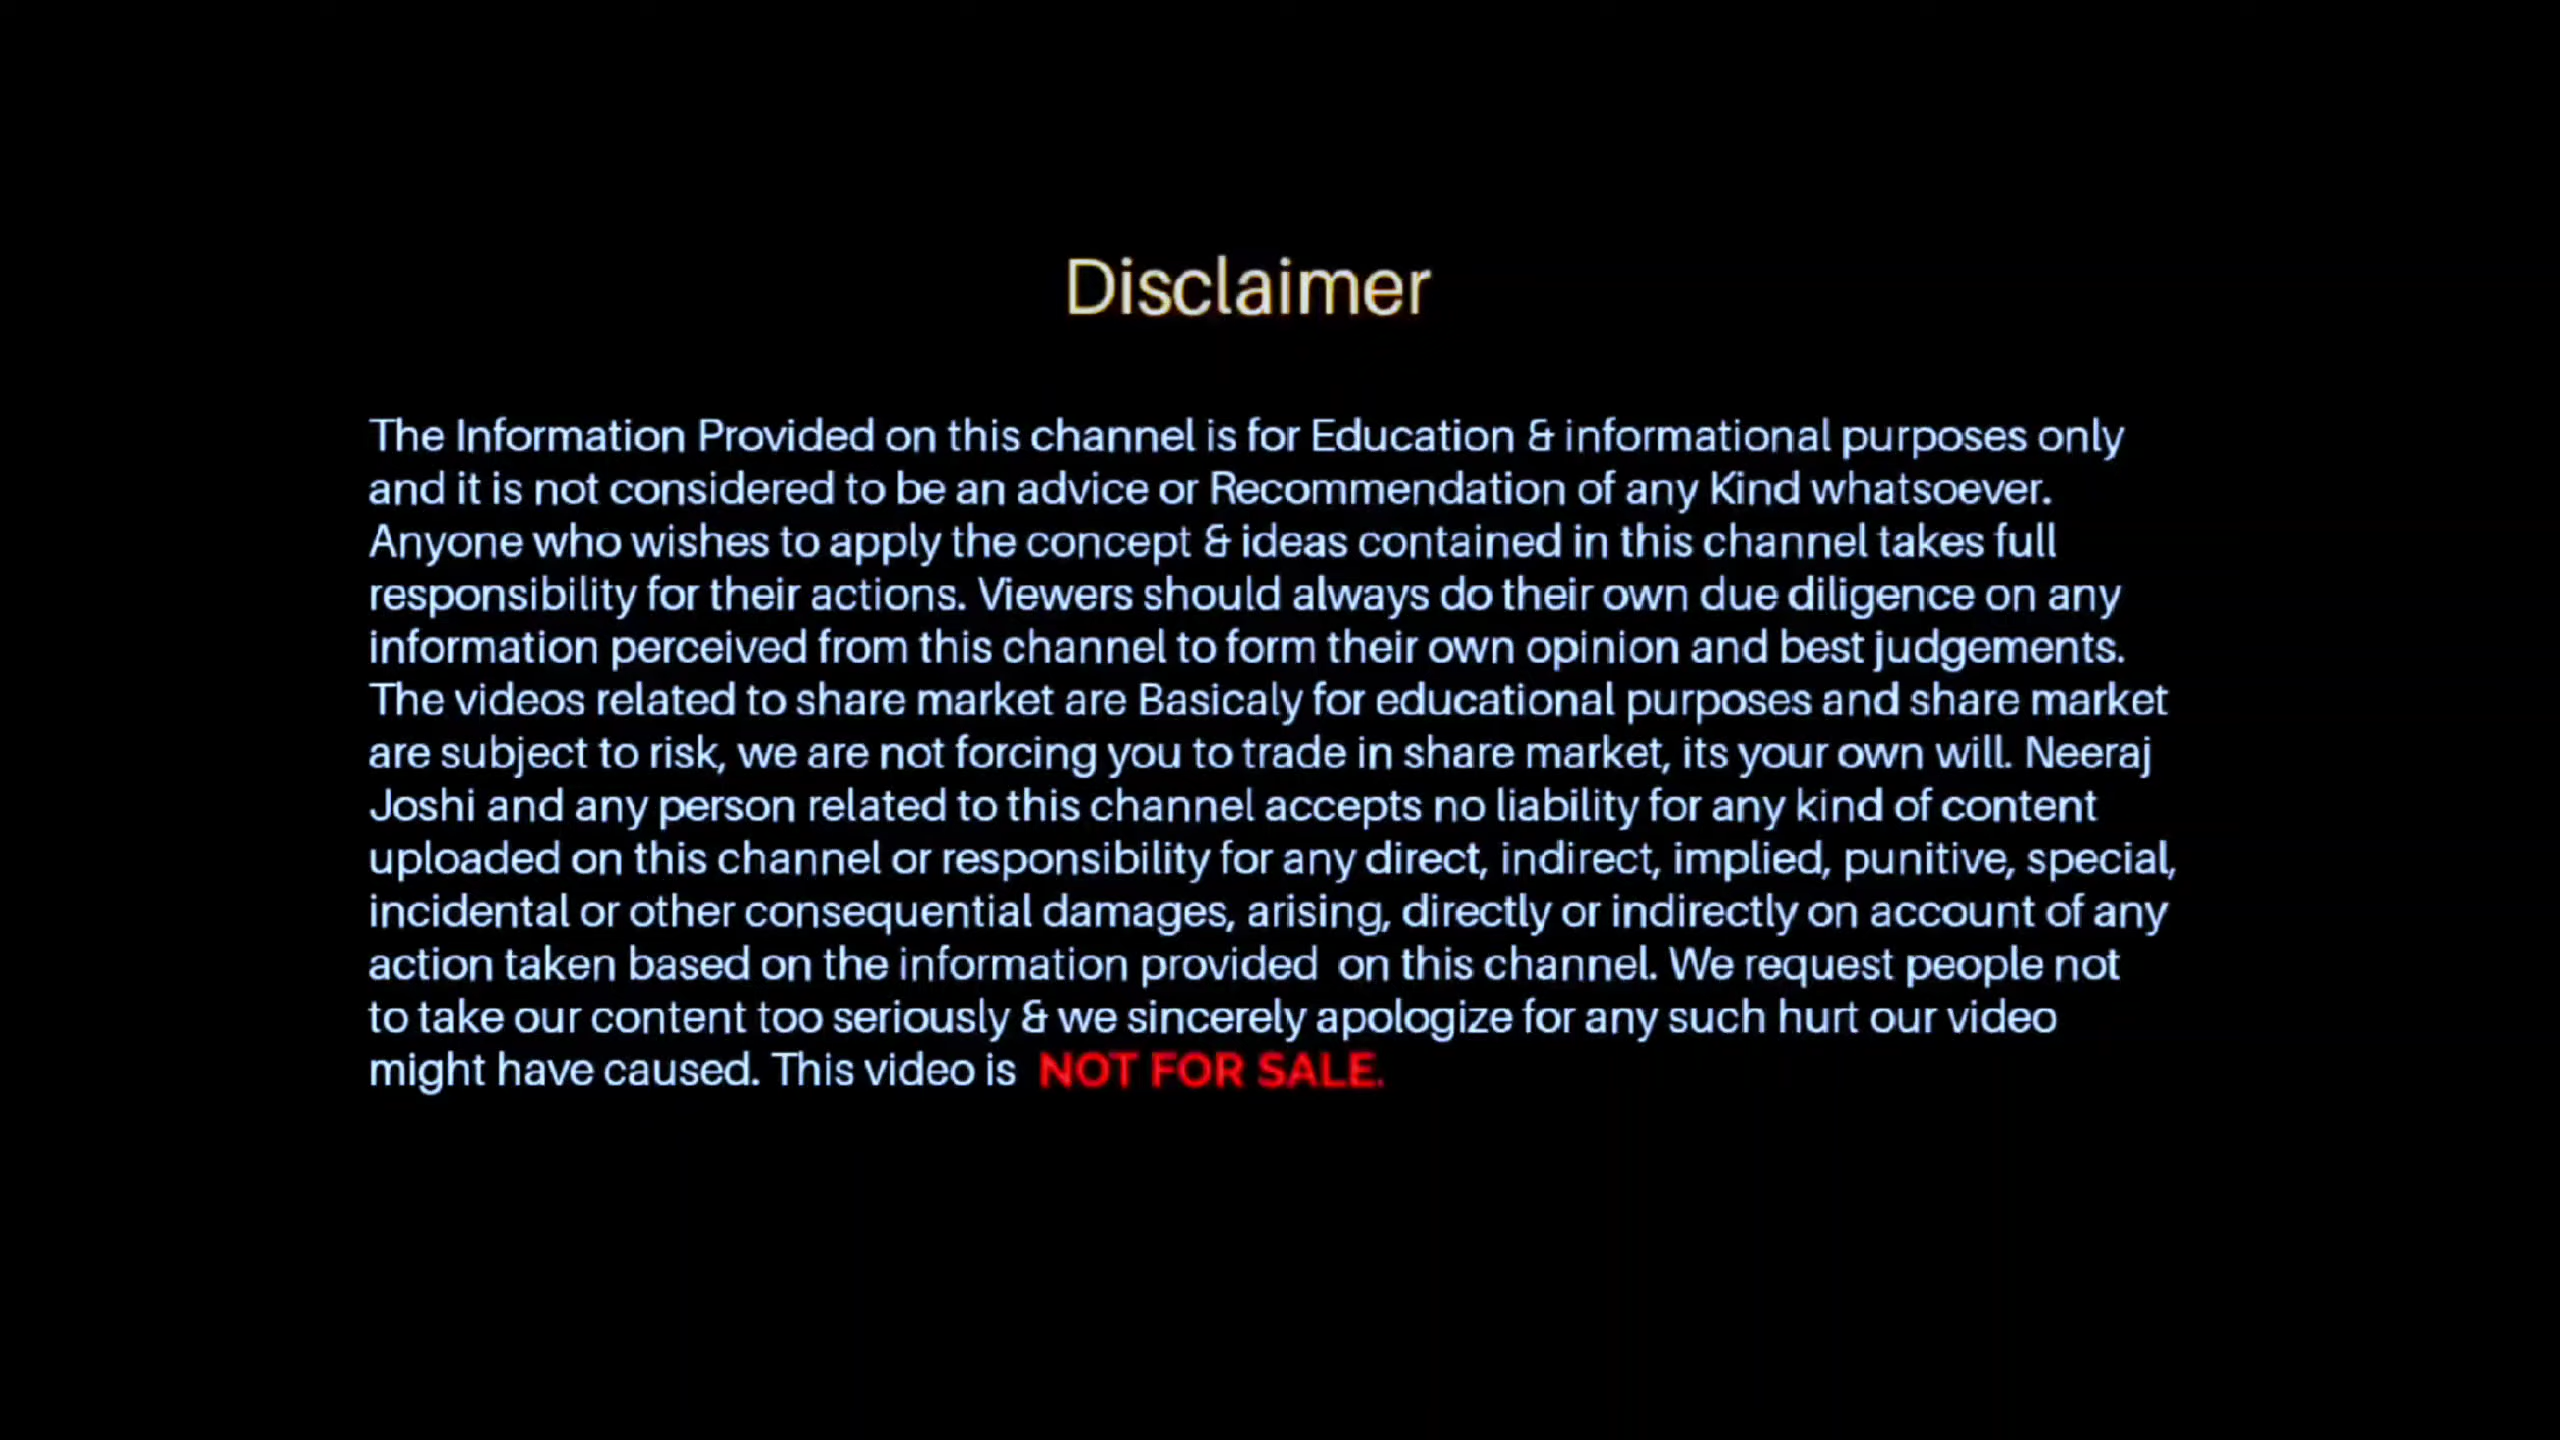 Disclaimer
The Information Provided on this channel is for Education & informational purposes only
and it is not considered to be an advice or Recommendation of any Kind whatsoever.
Anyone who wishes to apply the concept & ideas contained in this channel takes full
responsibility for their actions. Viewers should always do their own due diligence on any
information perceived from this channel to form their own opinion and best judgements.
The videos related to share market are Basicaly for educational purposes and share market
are subject to risk, we are not forcing you to trade in share market, its your own will. Neeraj
Joshi and any person related to this channel accepts no liability for any kind of content
uploaded on this channel or responsibility for any direct, indirect, implied, punitive, special,
incidental or other consequential damages, arising, directly or indirectly on account of any
action taken based on the information provided  on this channel. We request people not
to take our content too seriously & we sincerely apologize for any such hurt our video
might have caused. This video is  NOT FOR SALE.